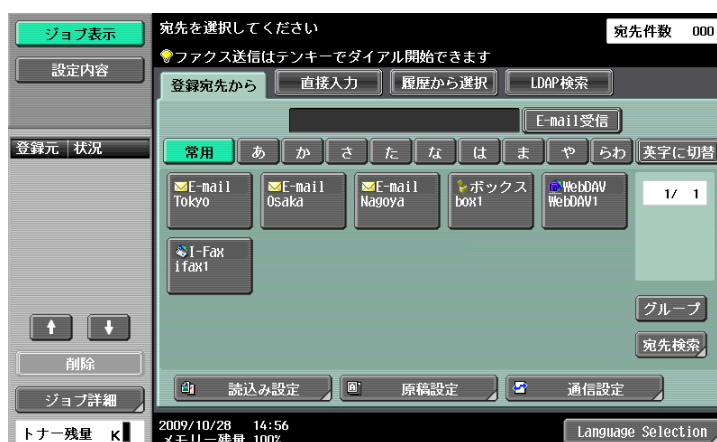 ジョブ表示
設定内容
登録元 状況
削除
ジョブ詳細
トナー残量 K
宛先を選択してください
宛先件数 000
ファクス送信はテンキーでダイアル開始できます
登録宛先から 直接入力 履歴から選択 LDAP検索
E-mail受信
常用 あ か さ た な は ま や らわ 英字に切替
E-mail Tokyo
E-mail Osaka
E-mail Nagoya
ボックス box1
WebDAV WebDAV1
1/ 1
I-Fax ifax1
グループ
宛先検索
読込み設定 原稿設定 通信設定
2009/10/28 14:56
メモリー残量 100%
Language Selection